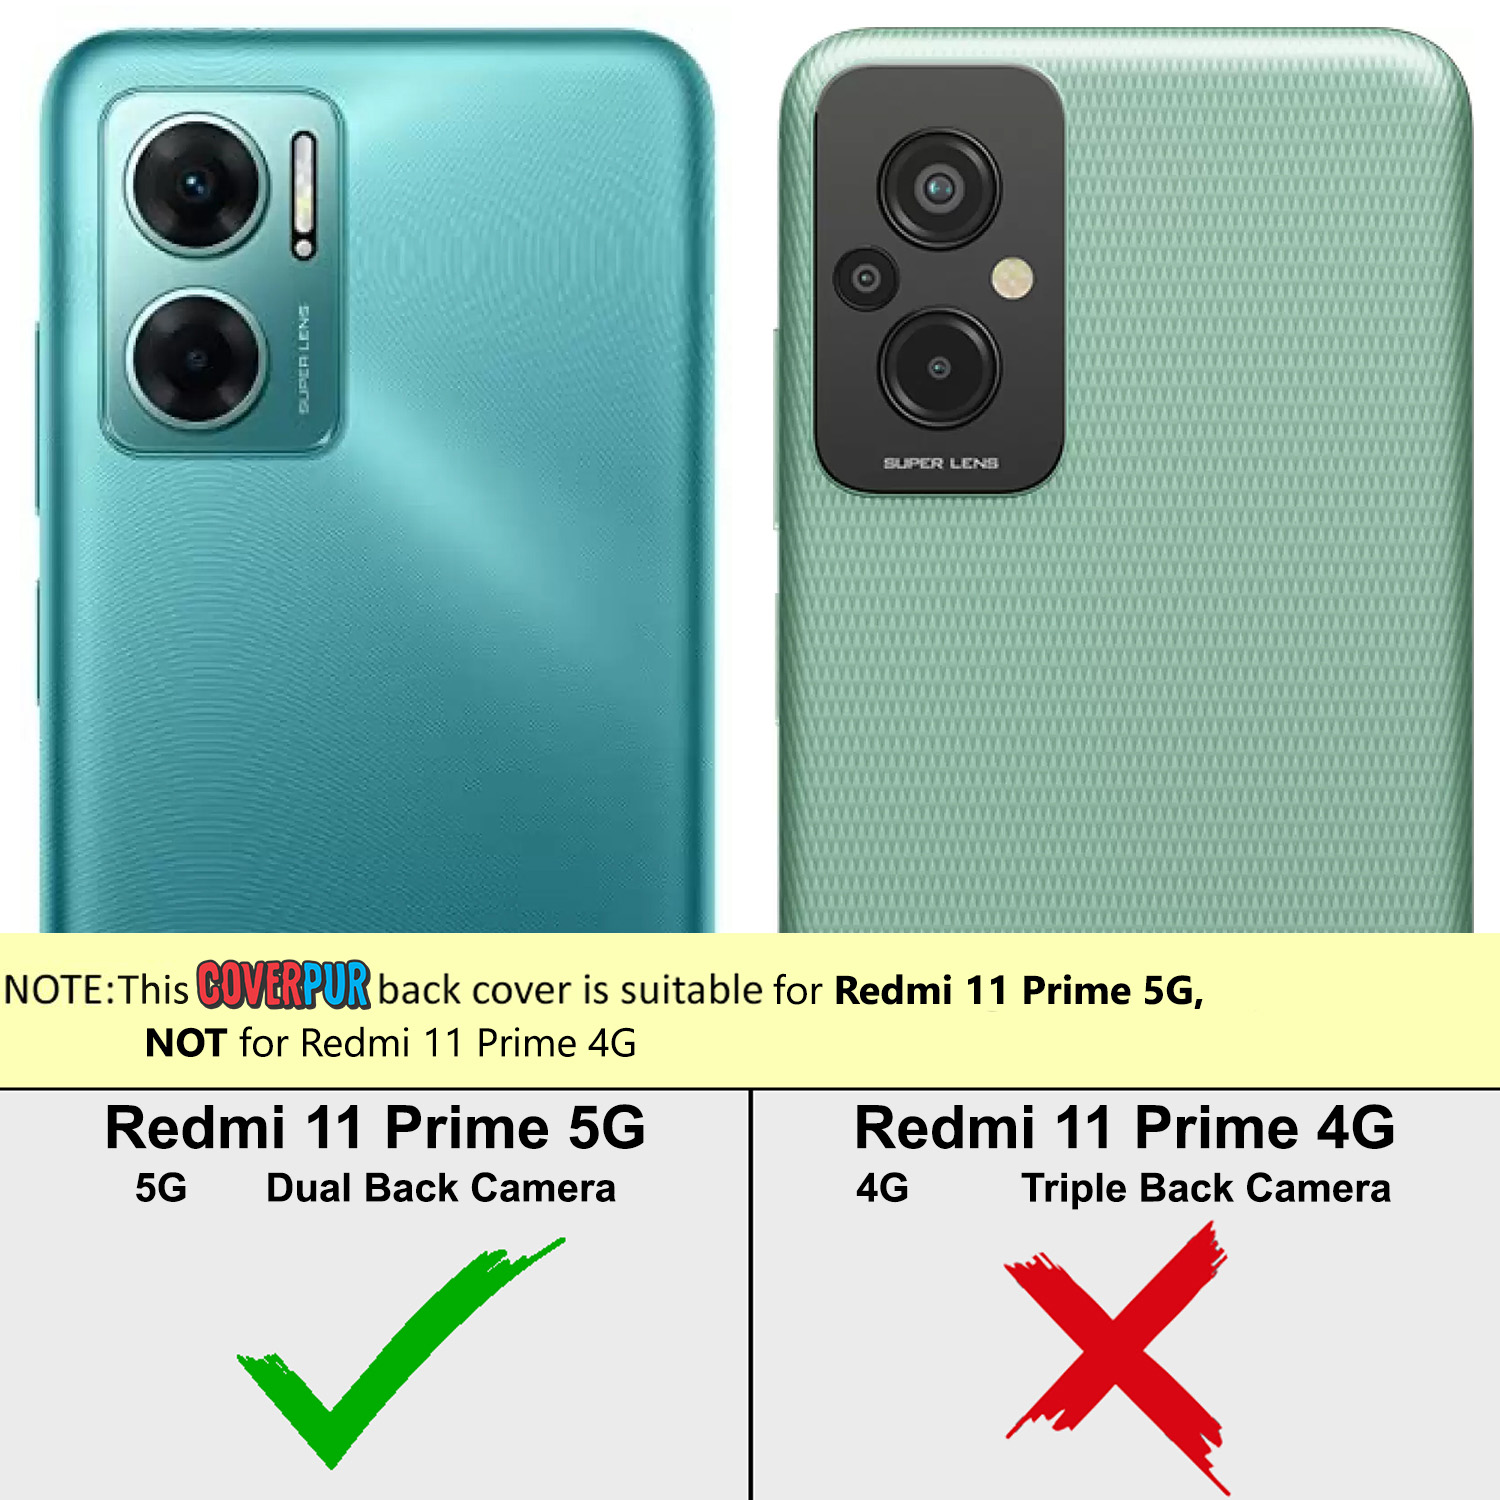 SUPER LENS
SUPER LENS
NOTE:This COVERPUR back cover is suitable for Redmi 11 Prime 5G,
NOT for Redmi 11 Prime 4G
Redmi 11 Prime 5G
5G Dual Back Camera
Redmi 11 Prime 4G
4G Triple Back Camera